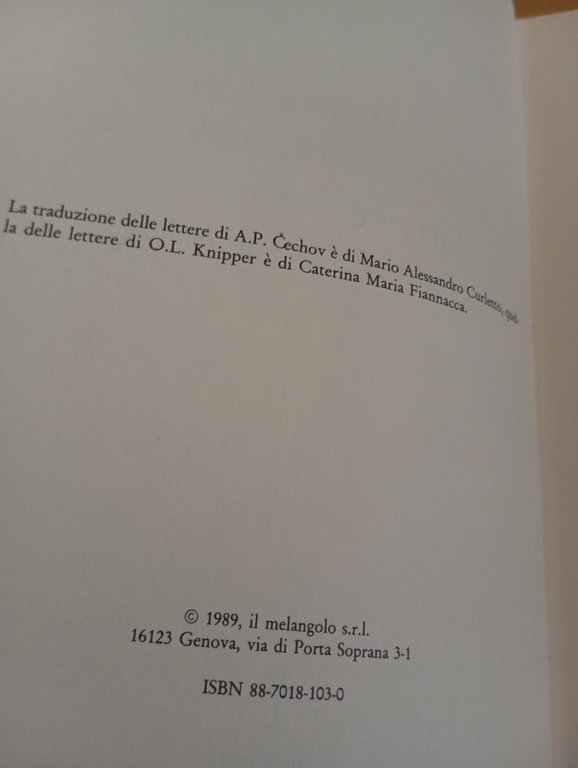 La traduzione delle lettere di A.P. Čechov è di Mario Alessandro Curletto, quel-
la delle lettere di O.L. Knipper è di Caterina Maria Fiannacca.
© 1989, il melangolo s.r.l.
16123 Genova, via di Porta Soprana 3-1
ISBN 88-7018-103-0